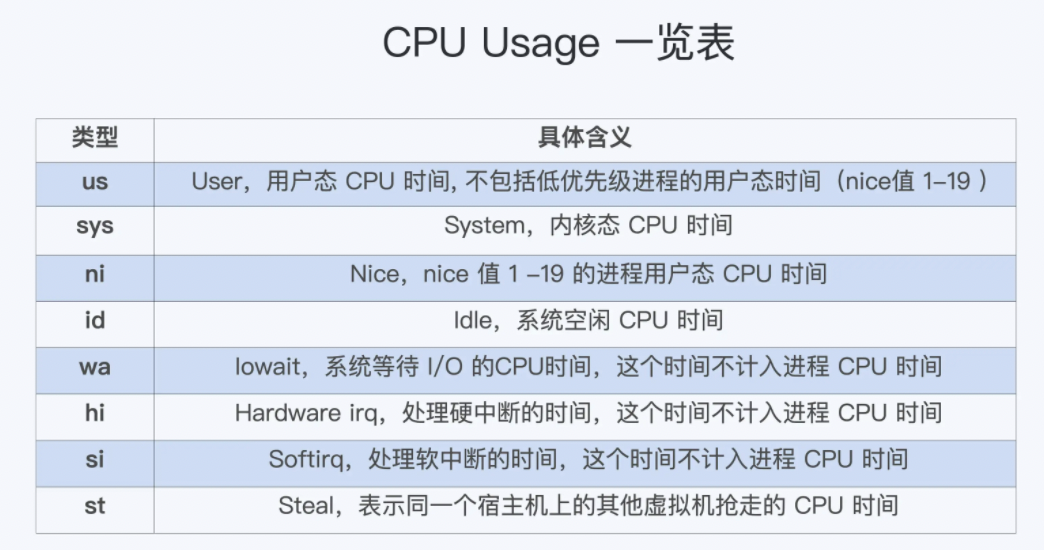 CPU Usage 一览表
类型 具体含义
us User，用户态 CPU 时间, 不包括低优先级进程的用户态时间（nice值 1–19 ）
sys System，内核态 CPU 时间
ni Nice，nice 值 1 –19 的进程用户态 CPU 时间
id Idle，系统空闲 CPU 时间
wa Iowait，系统等待 I/O 的CPU时间，这个时间不计入进程 CPU 时间
hi Hardware irq，处理硬中断的时间，这个时间不计入进程 CPU 时间
si Softirq，处理软中断的时间，这个时间不计入进程 CPU 时间
st Steal，表示同一个宿主机上的其他虚拟机抢走的 CPU 时间